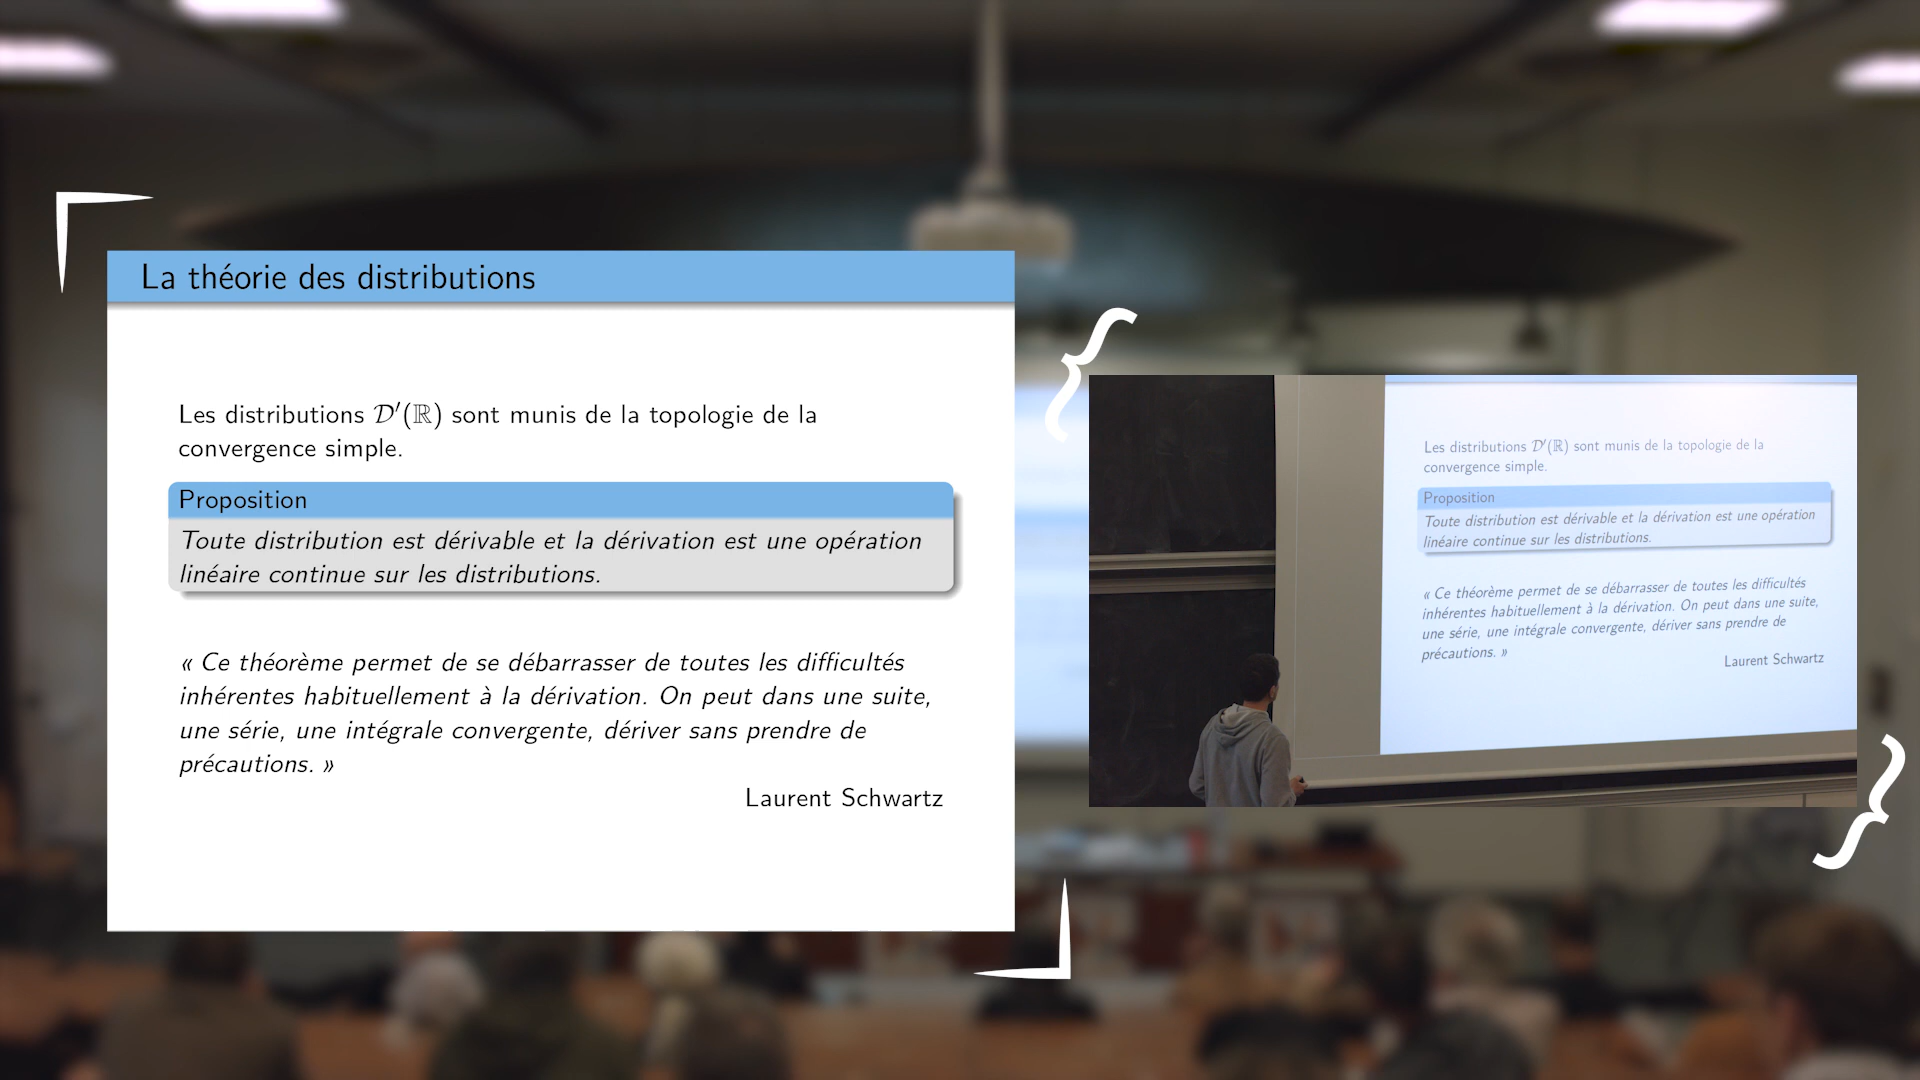 La théorie des distributions
Les distributions 𝒟′(ℝ) sont munis de la topologie de la
convergence simple.
Proposition
Toute distribution est dérivable et la dérivation est une opération
linéaire continue sur les distributions.
« Ce théorème permet de se débarrasser de toutes les difficultés
inhérentes habituellement à la dérivation. On peut dans une suite,
une série, une intégrale convergente, dériver sans prendre de
précautions. »
Laurent Schwartz
Les distributions 𝒟′(ℝ) sont munis de la topologie de la
convergence simple.
Proposition
Toute distribution est dérivable et la dérivation est une opération
linéaire continue sur les distributions.
« Ce théorème permet de se débarrasser de toutes les difficultés
inhérentes habituellement à la dérivation. On peut dans une suite,
une série, une intégrale convergente, dériver sans prendre de
précautions. »
Laurent Schwartz